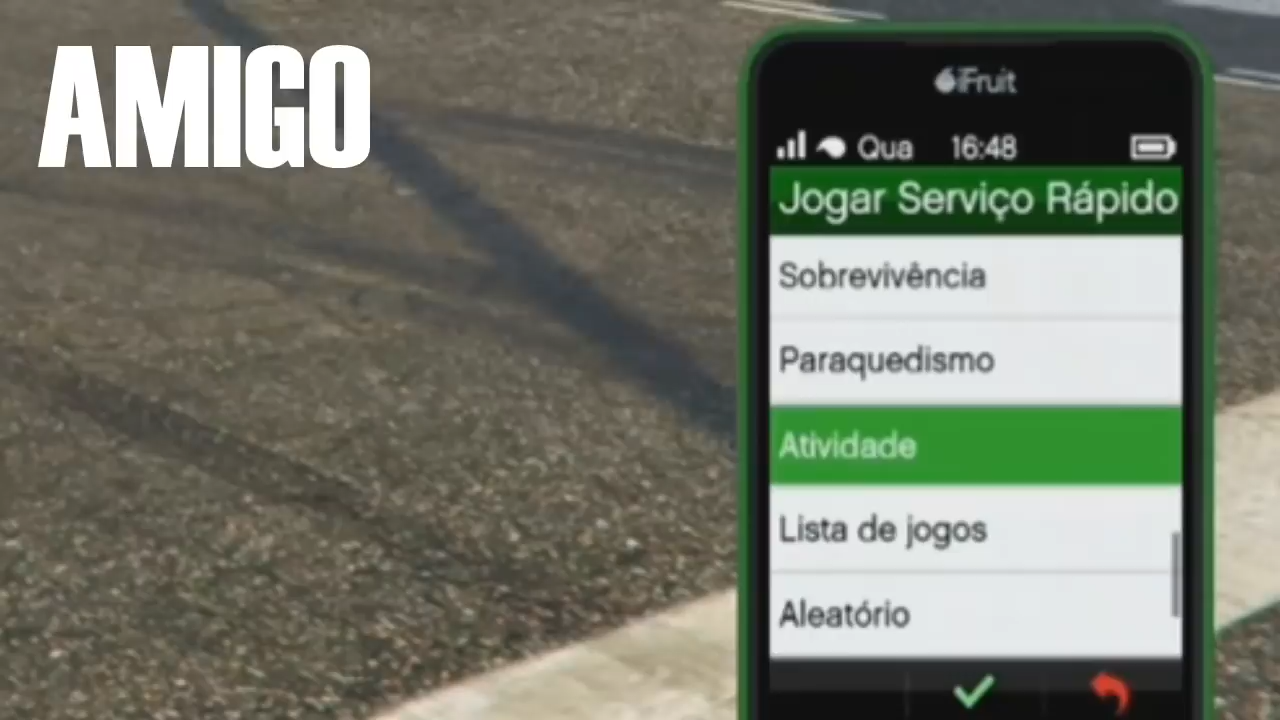 AMIGO
iFruit
Qua 16:48
Jogar Serviço Rápido
Sobrevivência
Paraquedismo
Atividade
Lista de jogos
Aleatório